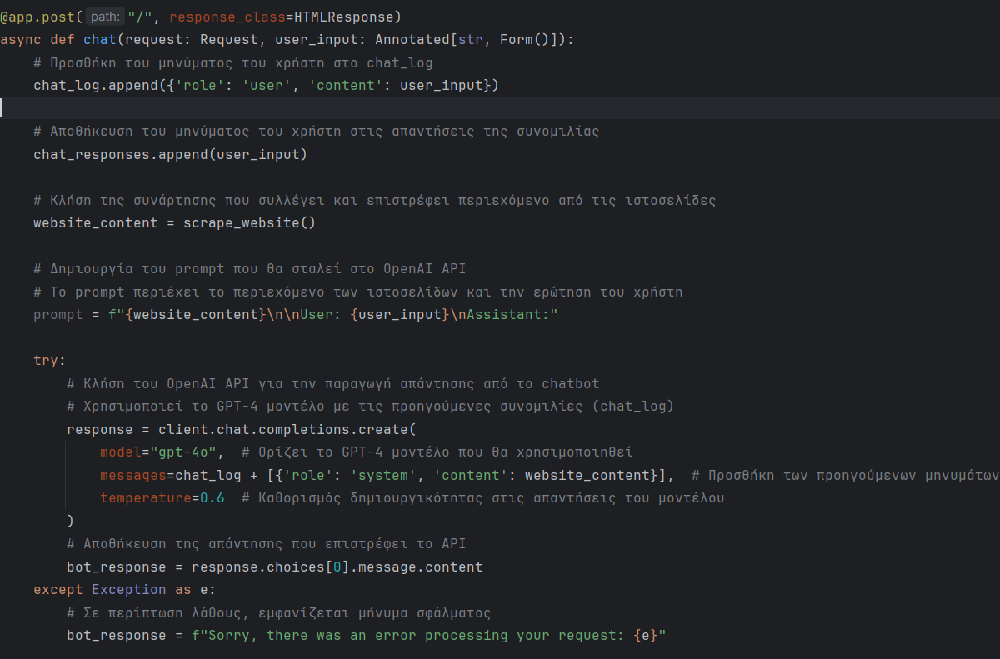 @app.post( path: "/", response_class=HTMLResponse)
async def chat(request: Request, user_input: Annotated[str, Form()]):
    # Προσθήκη του μηνύματος του χρήστη στο chat_log
    chat_log.append({'role': 'user', 'content': user_input})

    # Αποθήκευση του μηνύματος του χρήστη στις απαντήσεις της συνομιλίας
    chat_responses.append(user_input)

    # Κλήση της συνάρτησης που συλλέγει και επιστρέφει περιεχόμενο από τις ιστοσελίδες
    website_content = scrape_website()

    # Δημιουργία του prompt που θα σταλεί στο OpenAI API
    # Το prompt περιέχει το περιεχόμενο των ιστοσελίδων και την ερώτηση του χρήστη
    prompt = f"{website_content}\n\nUser: {user_input}\nAssistant:"

    try:
        # Κλήση του OpenAI API για την παραγωγή απάντησης από το chatbot
        # Χρησιμοποιεί το GPT-4 μοντέλο με τις προηγούμενες συνομιλίες (chat_log)
        response = client.chat.completions.create(
            model="gpt-4o",  # Ορίζει το GPT-4 μοντέλο που θα χρησιμοποιηθεί
            messages=chat_log + [{'role': 'system', 'content': website_content}],  # Προσθήκη των προηγούμενων μηνυμάτων
            temperature=0.6  # Καθορισμός δημιουργικότητας στις απαντήσεις του μοντέλου
        )
        # Αποθήκευση της απάντησης που επιστρέφει το API
        bot_response = response.choices[0].message.content
    except Exception as e:
        # Σε περίπτωση λάθους, εμφανίζεται μήνυμα σφάλματος
        bot_response = f"Sorry, there was an error processing your request: {e}"